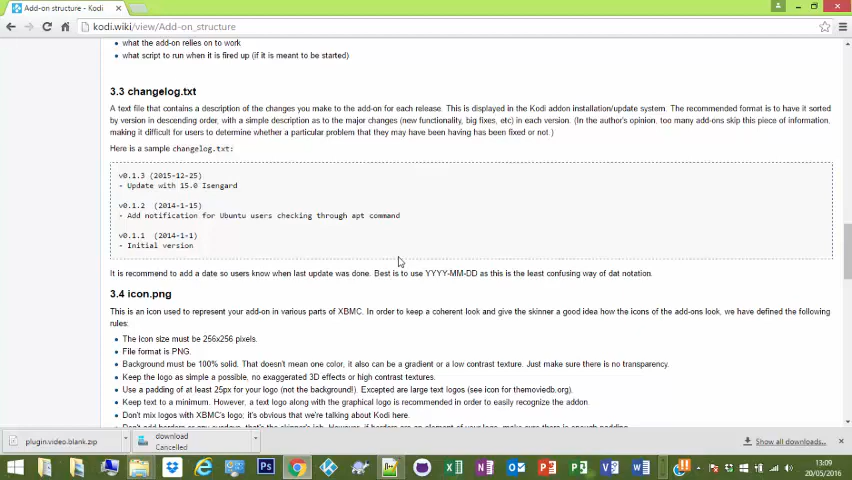 Add-on structure - Kodi
kodi.wiki/view/Add-on_structure
what the add-on relies on to work
what script to run when it is fired up (if it is meant to be started)
3.3 changelog.txt
A text file that contains a description of the changes you make to the add-on for each release. This is displayed in the Kodi addon installation/update system. The recommended format is to have it sorted
by version in descending order, with a simple description as to the major changes (new functionality, big fixes, etc) in each version. (In the author's opinion, too many add-ons skip this piece of information,
making it difficult for users to determine whether a particular problem that they may have been having has been fixed or not.)
Here is a sample changelog.txt:
v0.1.3 (2015-12-25)
- Update with 15.0 Isengard
v0.1.2 (2014-1-15)
- Add notification for Ubuntu users checking through apt command
v0.1.1 (2014-1-1)
- Initial version
It is recommend to add a date so users know when last update was done. Best is to use YYYY-MM-DD as this is the least confusing way of dat notation.
3.4 icon.png
This is an icon used to represent your add-on in various parts of XBMC. In order to keep a coherent look and give the skinner a good idea how the icons of the add-ons look, we have defined the following
rules:
The icon size must be 256x256 pixels.
File format is PNG.
Background must be 100% solid. That doesn't mean one color, it also can be a gradient or a low contrast texture. Just make sure there is no transparency.
Keep the logo as simple a possible, no exaggerated 3D effects or high contrast textures.
Use a padding of at least 25px for your logo (not the background!). Excepted are large text logos (see icon for themoviedb.org).
Keep text to a minimum. However, a text logo along with the graphical logo is recommended in order to easily recognize the addon
Don't mix logos with XBMC's logo; it's obvious that we're talking about Kodi here.
plugin.video.blank.zip
download
Cancelled
Show all downloads...
13:09
20/05/2016